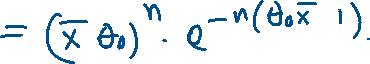 = (x̄ θ₀)ⁿ · e^{-n(θ₀x̄ 1)}.